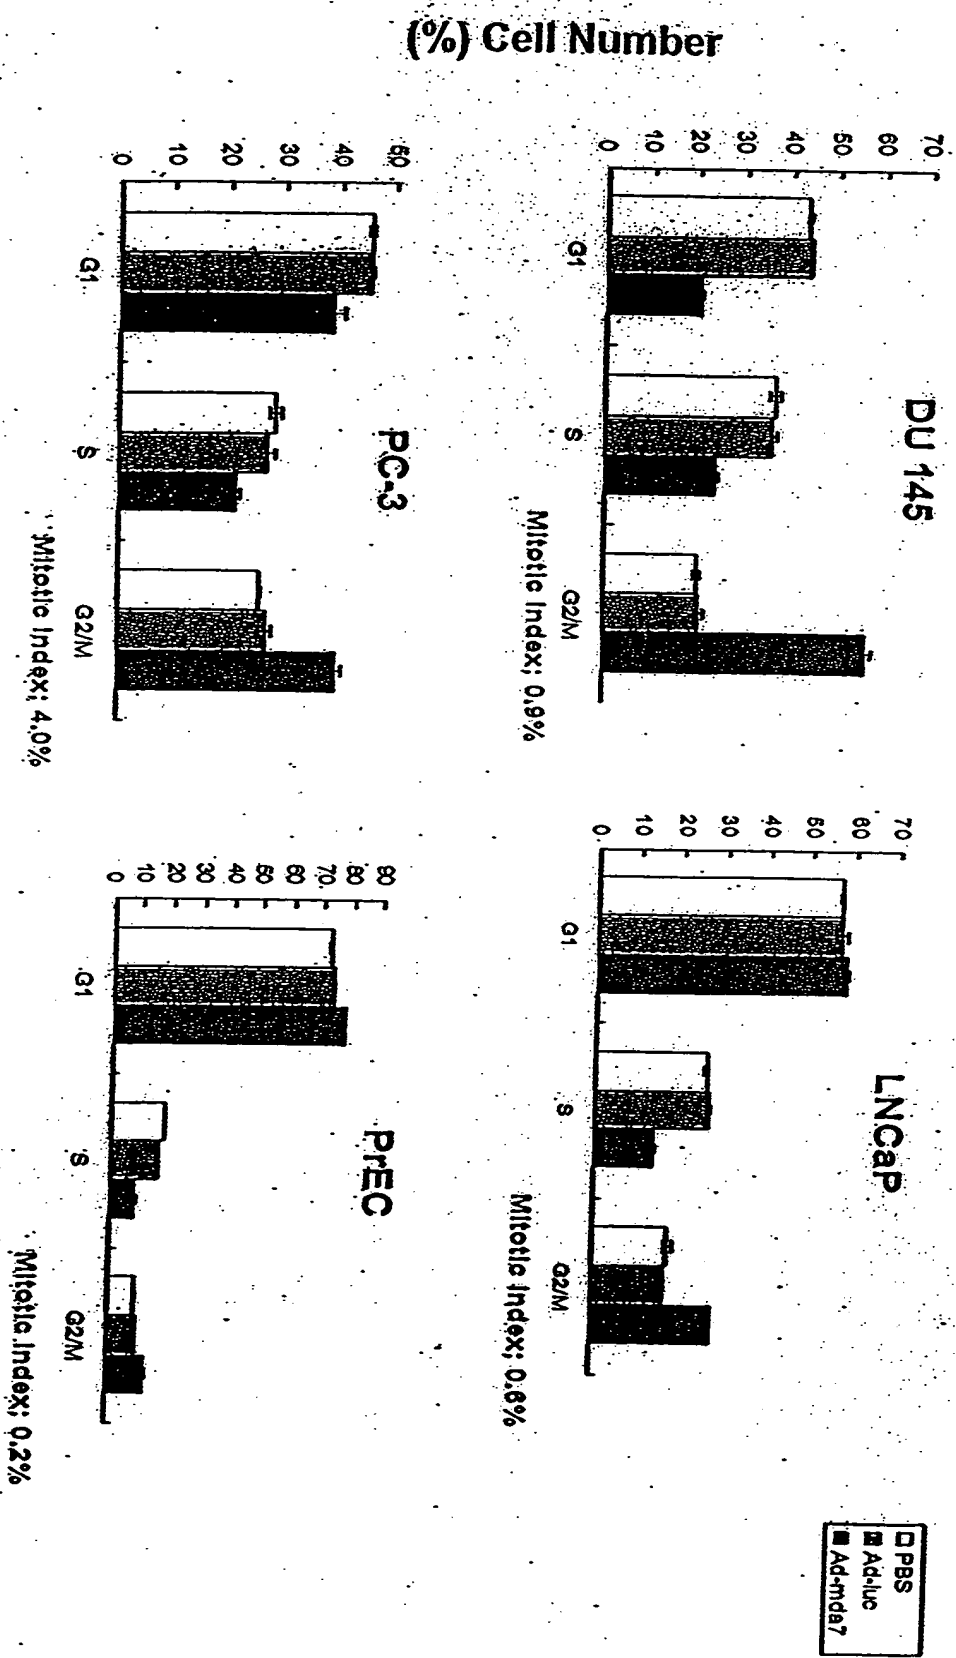 (%) Cell Number
DU 145
70
60
50
40
30
20
10
0
G1
S
G2/M
Mitotic Index; 0.9%
LNCaP
70
60
50
40
30
20
10
0
G1
S
G2/M
Mitotic Index; 0.6%
PC-3
50
40
30
20
10
0
G1
S
G2/M
Mitotic Index; 4.0%
PrEC
90
80
70
60
50
40
30
20
10
0
G1
S
G2/M
Mitotic Index; 0.2%
PBS
Ad-luc
Ad-mda7